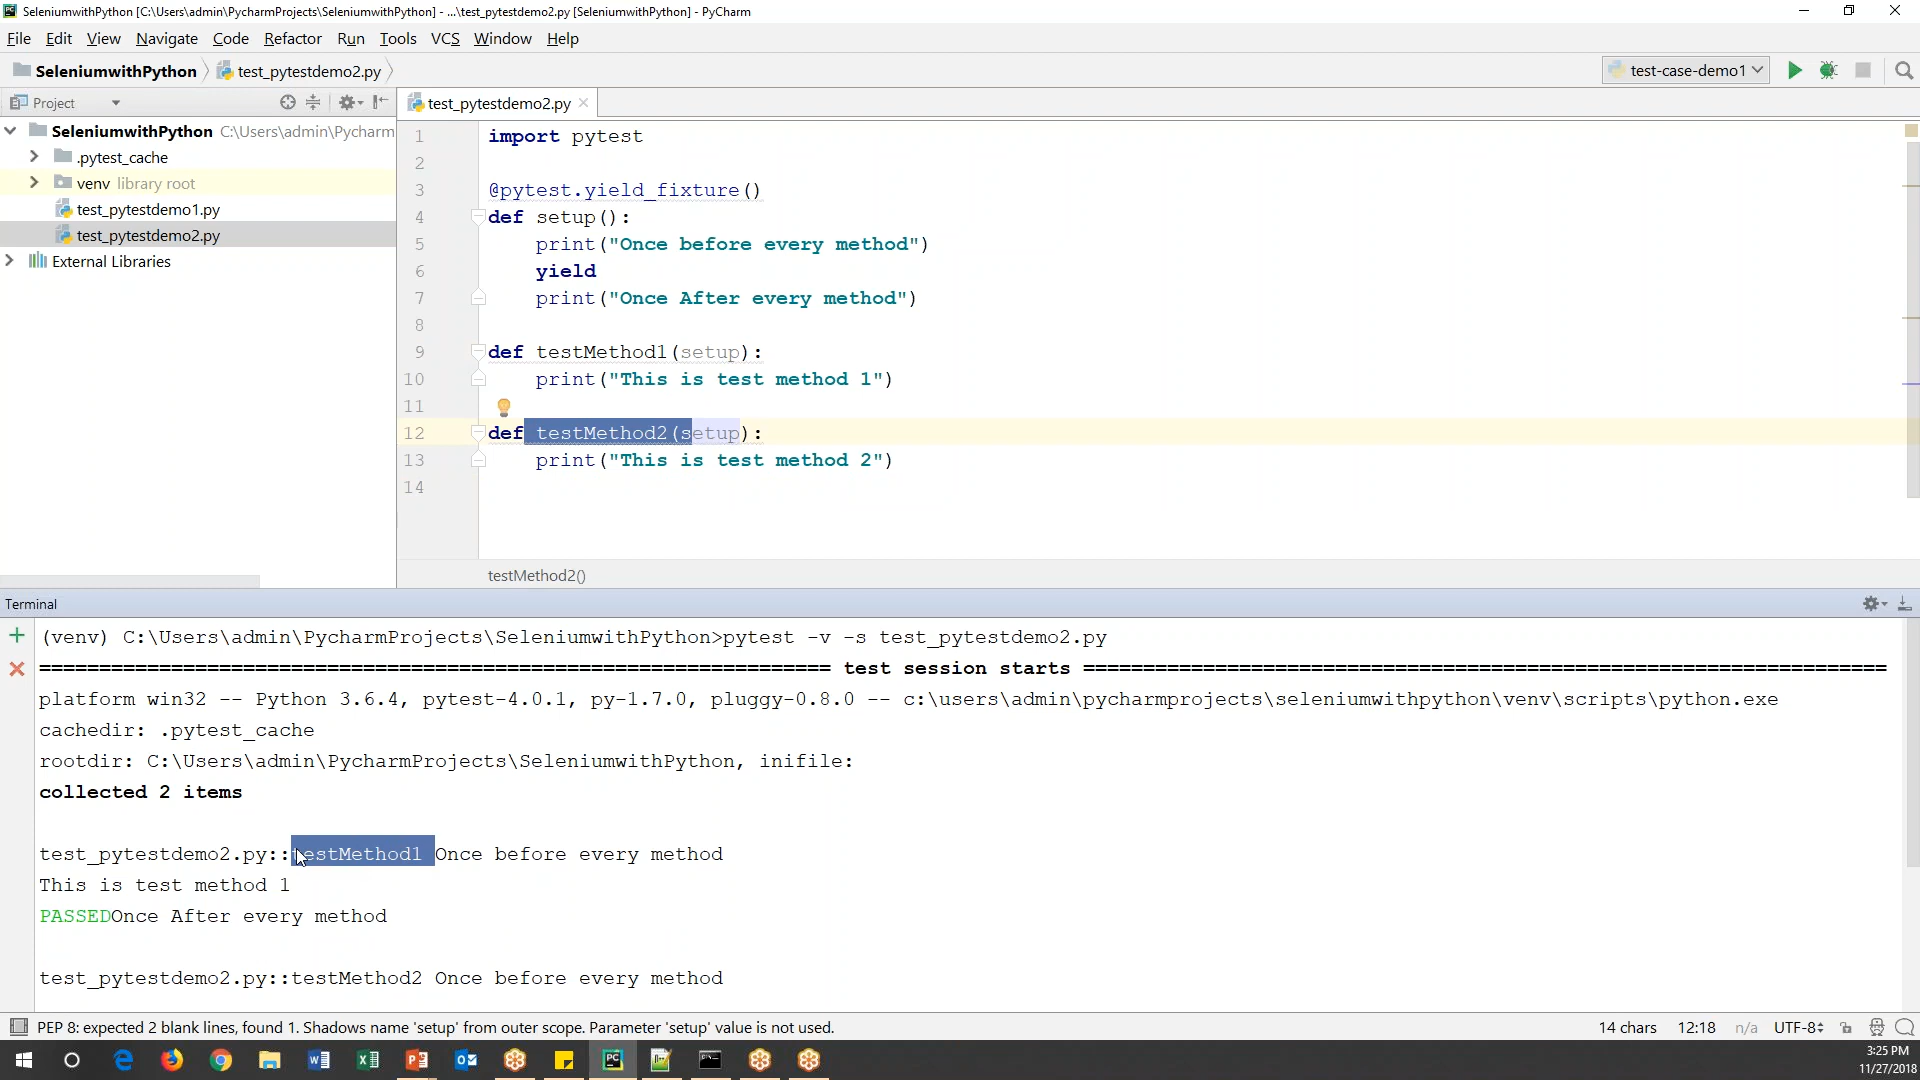 SeleniumwithPython [C:\Users\admin\PycharmProjects\SeleniumwithPython] - ...\test_pytestdemo2.py [SeleniumwithPython] - PyCharm
File Edit View Navigate Code Refactor Run Tools VCS Window Help
SeleniumwithPython test_pytestdemo2.py test-case-demo1
Project test_pytestdemo2.py
SeleniumwithPython C:\Users\admin\Pycharm
.pytest_cache
venv library root
test_pytestdemo1.py
test_pytestdemo2.py
External Libraries
1 import pytest
2
3 @pytest.yield_fixture()
4 def setup():
5 print("Once before every method")
6 yield
7 print("Once After every method")
8
9 def testMethod1(setup):
10 print("This is test method 1")
11
12 def testMethod2(setup):
13 print("This is test method 2")
14
testMethod2()
Terminal
(venv) C:\Users\admin\PycharmProjects\SeleniumwithPython>pytest -v -s test_pytestdemo2.py
================================================================== test session starts ===================================================================
platform win32 -- Python 3.6.4, pytest-4.0.1, py-1.7.0, pluggy-0.8.0 -- c:\users\admin\pycharmprojects\seleniumwithpython\venv\scripts\python.exe
cachedir: .pytest_cache
rootdir: C:\Users\admin\PycharmProjects\SeleniumwithPython, inifile:
collected 2 items
test_pytestdemo2.py::testMethod1 Once before every method
This is test method 1
PASSEDOnce After every method
test_pytestdemo2.py::testMethod2 Once before every method
PEP 8: expected 2 blank lines, found 1. Shadows name 'setup' from outer scope. Parameter 'setup' value is not used. 14 chars 12:18 n/a UTF-8
3:25 PM
11/27/2018